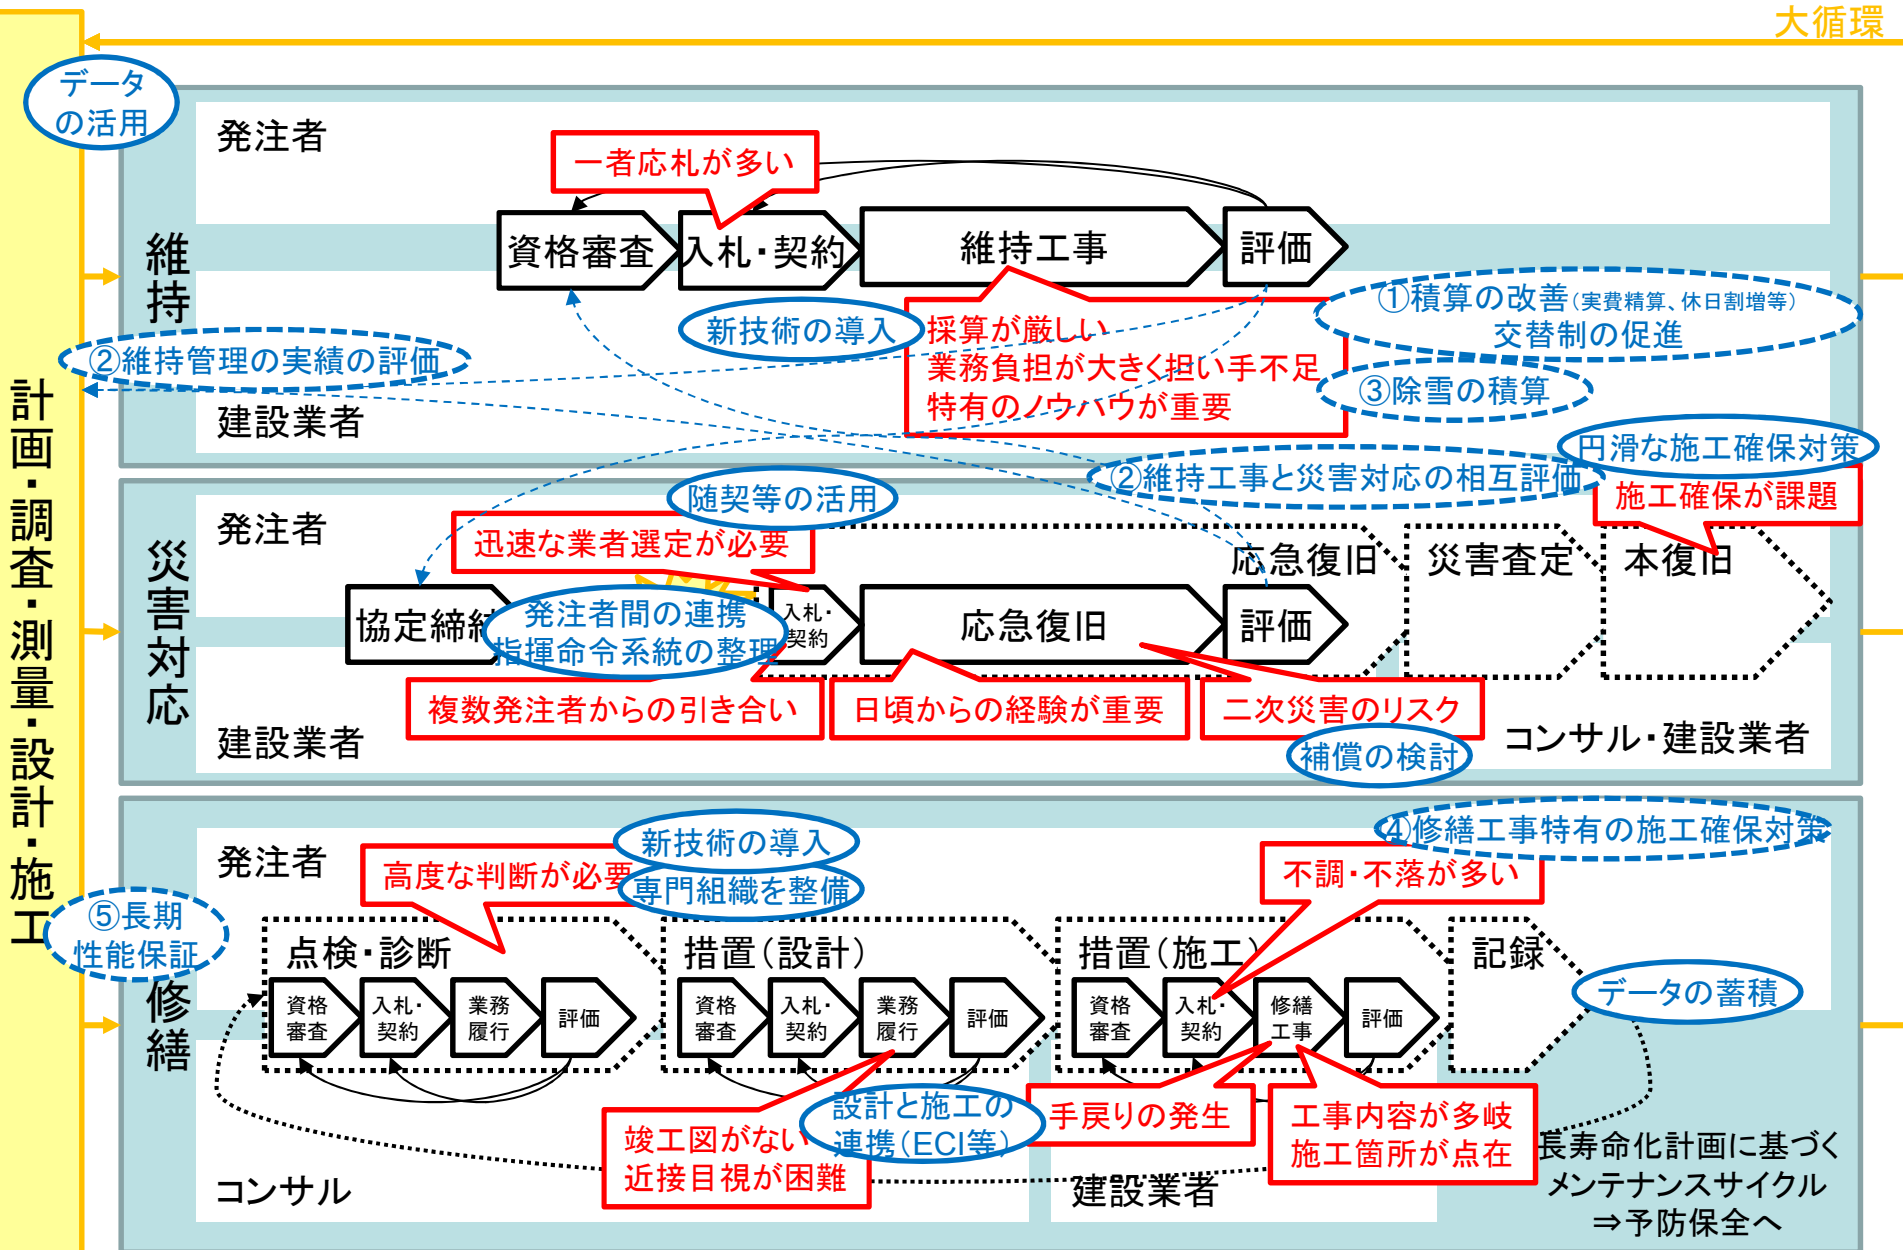 大循環
データ
の活用
計画・調査・測量・設計・施工
維持
発注者
一者応札が多い
資格審査
入札・契約
維持工事
評価
新技術の導入
採算が厳しい
業務負担が大きく担い手不足
特有のノウハウが重要
①積算の改善(実費精算、休日割増等)
交替制の促進
③除雪の積算
②維持管理の実績の評価
建設業者
円滑な施工確保対策
②維持工事と災害対応の相互評価
施工確保が課題
災害対応
発注者
随契等の活用
迅速な業者選定が必要
応急復旧
災害査定
本復旧
協定締結
発注者間の連携
指揮命令系統の整理
入札・
契約
応急復旧
評価
複数発注者からの引き合い
日頃からの経験が重要
二次災害のリスク
補償の検討
建設業者
コンサル・建設業者
修繕
発注者
新技術の導入
専門組織を整備
高度な判断が必要
④修繕工事特有の施工確保対策
不調・不落が多い
⑤長期
性能保証
点検・診断
資格
審査
入札・
契約
業務
履行
評価
措置(設計)
資格
審査
入札・
契約
業務
履行
評価
措置(施工)
資格
審査
入札・
契約
修繕
工事
評価
記録
データの蓄積
竣工図がない
近接目視が困難
設計と施工の
連携(ECI等)
手戻りの発生
工事内容が多岐
施工箇所が点在
コンサル
建設業者
長寿命化計画に基づく
メンテナンスサイクル
⇒予防保全へ